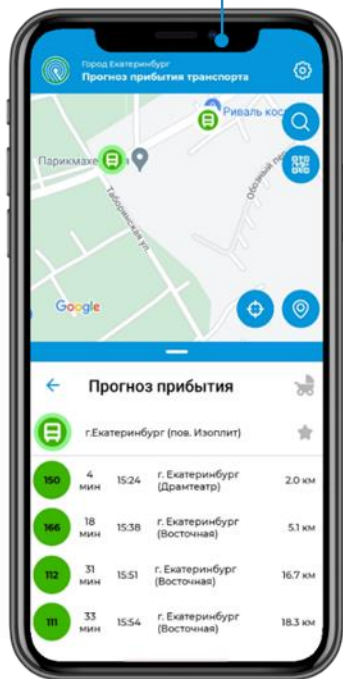 Город Екатеринбург
Прогноз прибытия транспорта
Риваль кос
Парикмахе
Таборинская ул.
Обозный пер
Google
Прогноз прибытия
г.Екатеринбург (пов. Изоплит)
150 4 мин 15:24 г. Екатеринбург (Драмтеатр) 2.0 км
166 18 мин 15:38 г. Екатеринбург (Восточная) 5.1 км
112 31 мин 15:51 г. Екатеринбург (Восточная) 16.7 км
111 33 мин 15:54 г. Екатеринбург (Восточная) 18.3 км